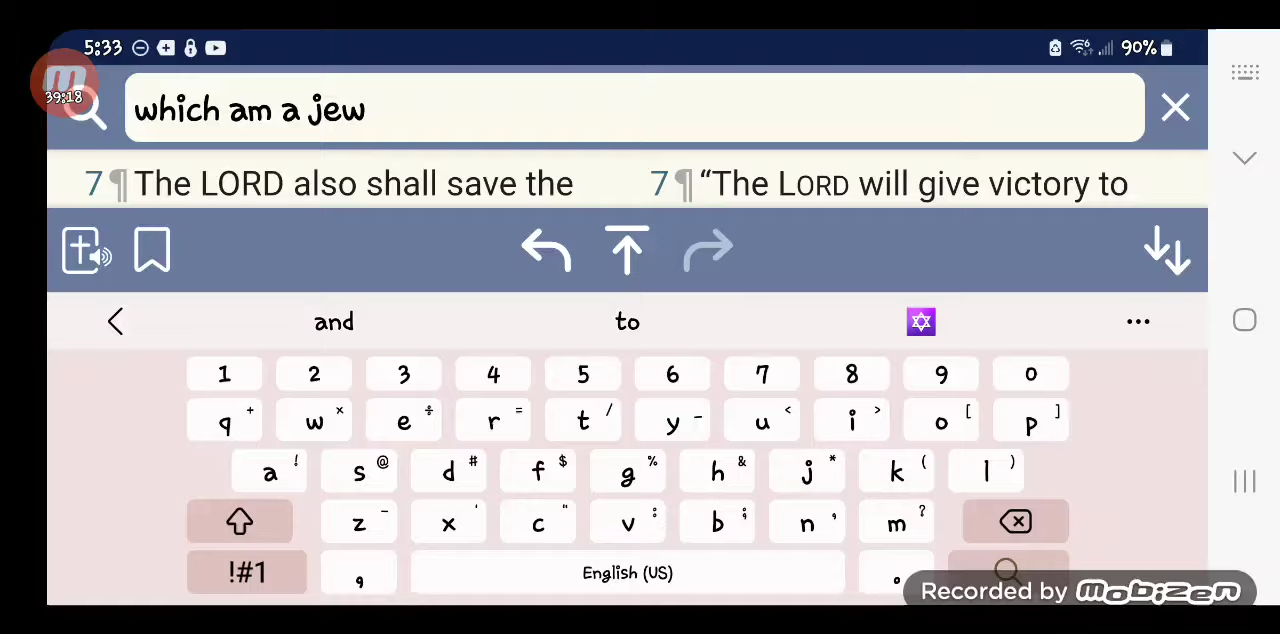 5:33 90%
39:18
which am a jew
7 ¶ The LORD also shall save the 7 ¶ “The LORD will give victory to
and to
1 2 3 4 5 6 7 8 9 0
q + w × e ÷ r = t / y - u < i > o [ p ]
a ! s @ d # f $ g % h & j * k ( l )
z - x ' c " v : b ; n , m ?
!#1 , English (US) .
Recorded by mobizen